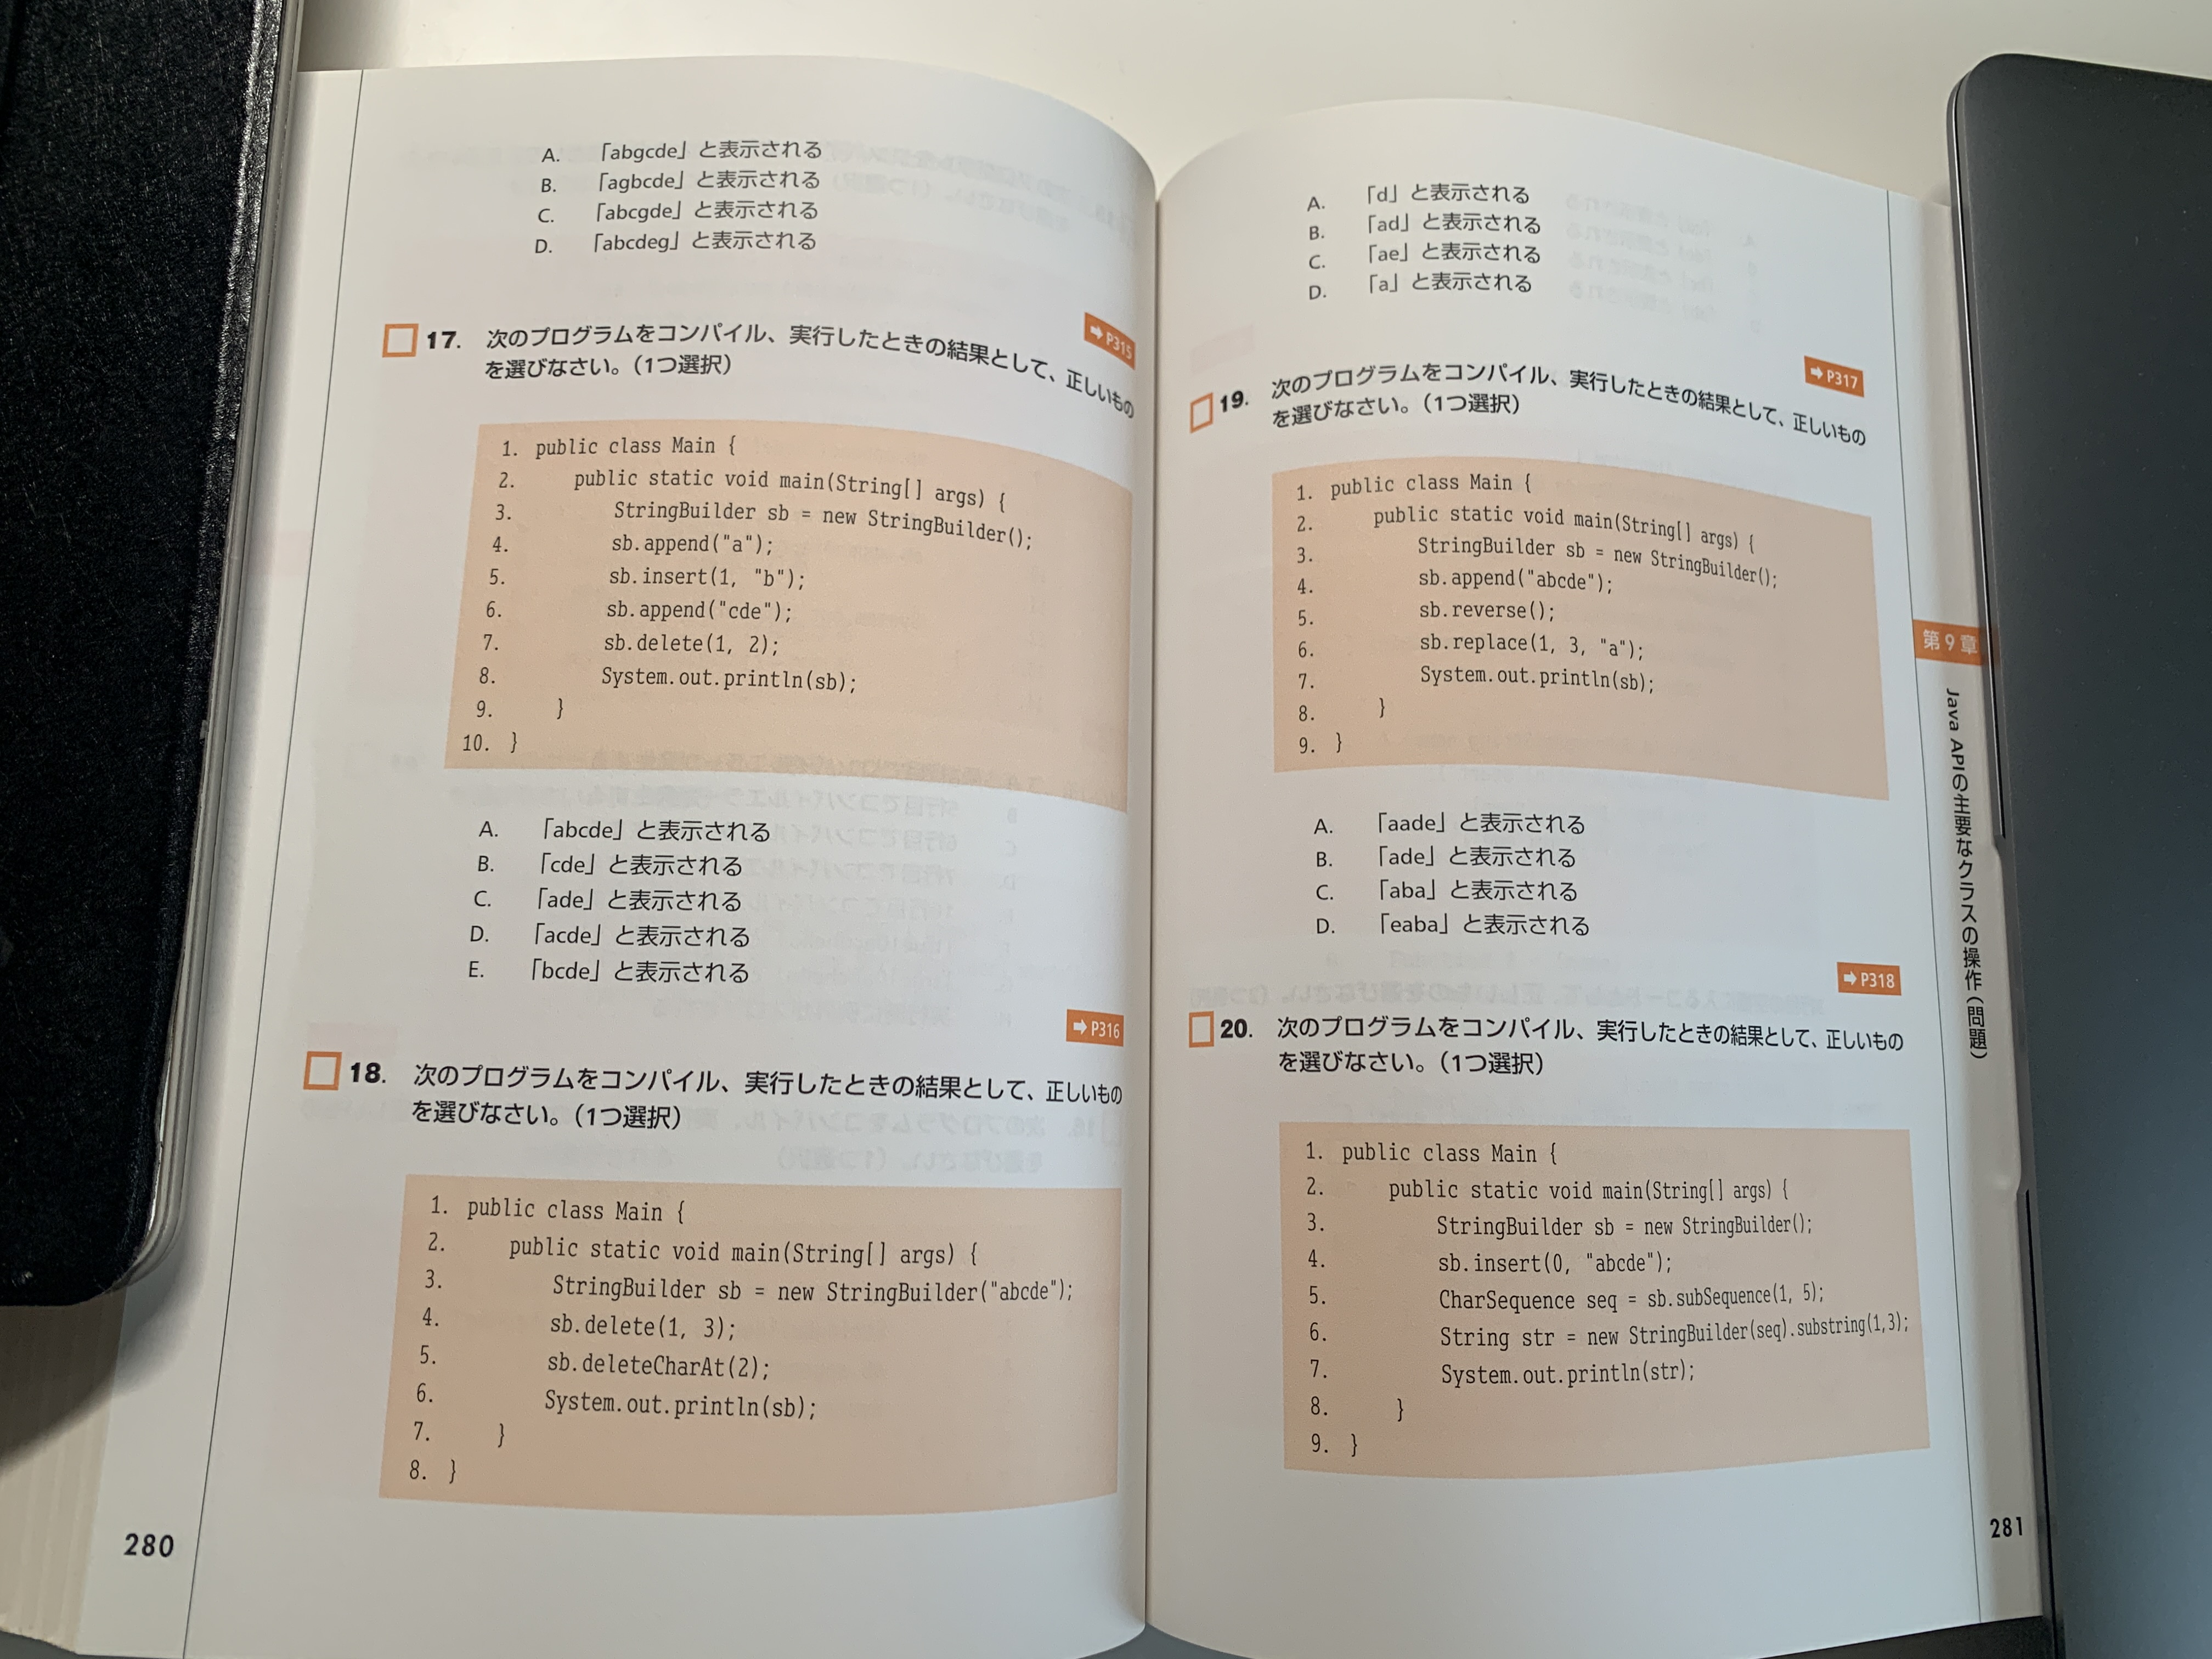 A. 「abgcde」と表示される
B. 「agbcde」と表示される
C. 「abcgde」と表示される
D. 「abcdeg」と表示される
➡P315
17. 次のプログラムをコンパイル、実行したときの結果として、正しいもの
を選びなさい。（1つ選択）
1. public class Main {
2. public static void main(String[] args) {
3. StringBuilder sb = new StringBuilder();
4. sb.append("a");
5. sb.insert(1, "b");
6. sb.append("cde");
7. sb.delete(1, 2);
8. System.out.println(sb);
9. }
10. }
A. 「abcde」と表示される
B. 「cde」と表示される
C. 「ade」と表示される
D. 「acde」と表示される
E. 「bcde」と表示される
➡P316
18. 次のプログラムをコンパイル、実行したときの結果として、正しいもの
を選びなさい。（1つ選択）
1. public class Main {
2. public static void main(String[] args) {
3. StringBuilder sb = new StringBuilder("abcde");
4. sb.delete(1, 3);
5. sb.deleteCharAt(2);
6. System.out.println(sb);
7. }
8. }
280
A. 「d」と表示される
B. 「ad」と表示される
C. 「ae」と表示される
D. 「a」と表示される
➡P317
19. 次のプログラムをコンパイル、実行したときの結果として、正しいもの
を選びなさい。（1つ選択）
1. public class Main {
2. public static void main(String[] args) {
3. StringBuilder sb = new StringBuilder();
4. sb.append("abcde");
5. sb.reverse();
6. sb.replace(1, 3, "a");
7. System.out.println(sb);
8. }
9. }
A. 「aade」と表示される
B. 「ade」と表示される
C. 「aba」と表示される
D. 「eaba」と表示される
➡P318
20. 次のプログラムをコンパイル、実行したときの結果として、正しいもの
を選びなさい。（1つ選択）
1. public class Main {
2. public static void main(String[] args) {
3. StringBuilder sb = new StringBuilder();
4. sb.insert(0, "abcde");
5. CharSequence seq = sb.subSequence(1, 5);
6. String str = new StringBuilder(seq).substring(1,3);
7. System.out.println(str);
8. }
9. }
第9章
Java APIの主要なクラスの操作（問題）
281